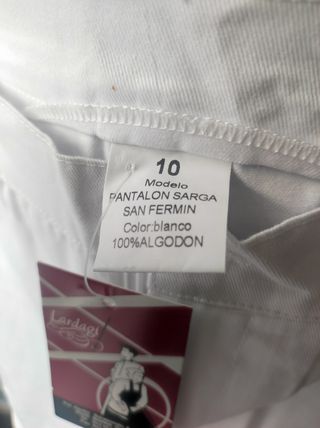 10
Modelo
PANTALON SARGA
SAN FERMIN
Color:blanco
100%ALGODON
Lardagi